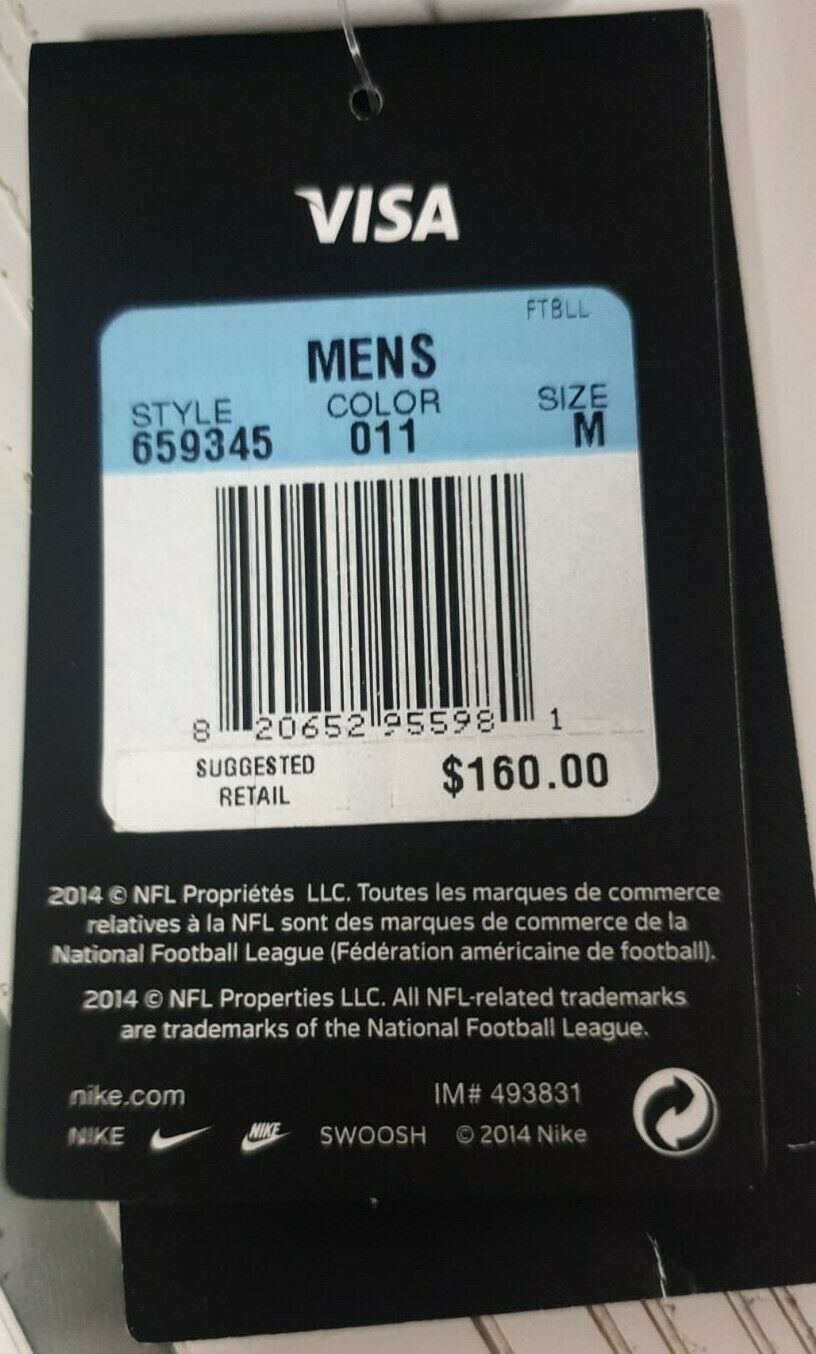 VISA
FTBLL
MENS
STYLE COLOR SIZE
659345 011 M
8 20652 95598 1
SUGGESTED
RETAIL
$160.00
2014 © NFL Propriétés LLC. Toutes les marques de commerce
relatives à la NFL sont des marques de commerce de la
National Football League (Fédération américaine de football).
2014 © NFL Properties LLC. All NFL-related trademarks
are trademarks of the National Football League.
nike.com IM# 493831
NIKE NIKE SWOOSH © 2014 Nike